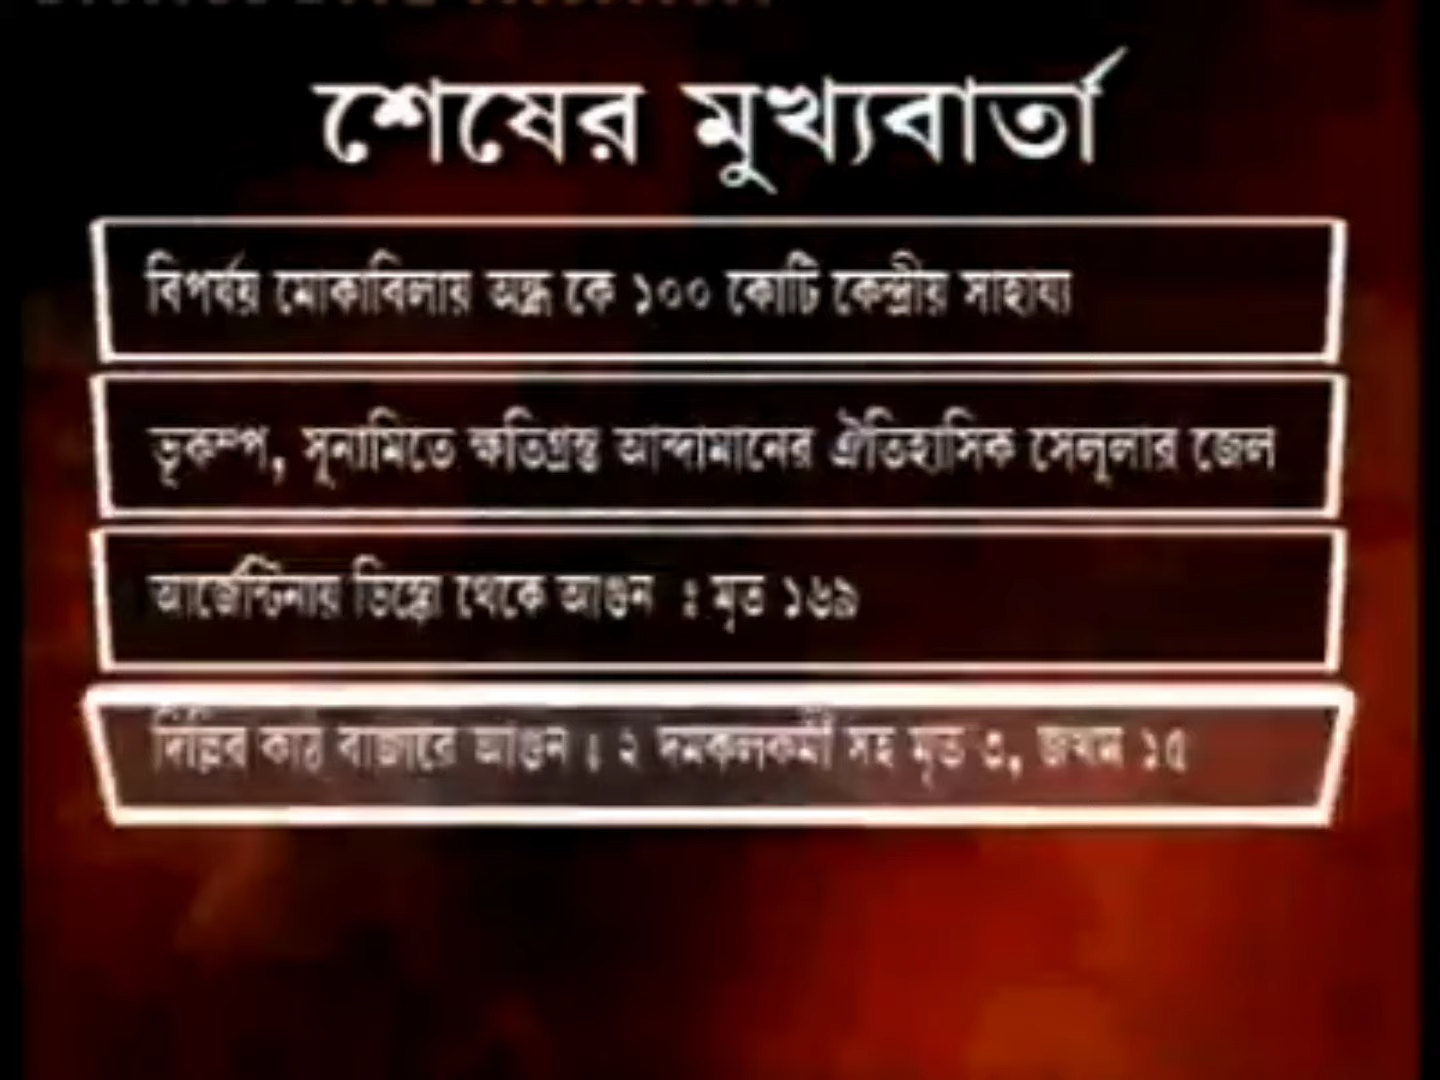 শেষের মুখ্যবার্তা
বিপর্যয় মোকাবিলায় অন্ধ্র কে ১০০ কোটি কেন্দ্রীয় সাহায্য
ভূকম্প, সূনামিতে ক্ষতিগ্রস্ত আন্দামানের ঐতিহাসিক সেলুলার জেল
আর্জেন্টিনায় ডিস্কো থেকে আগুন : মৃত ১৬৯
দিল্লির কাঠ বাজারে আগুন : ২ দমকলকর্মী সহ মৃত ৩, জখম ১৫